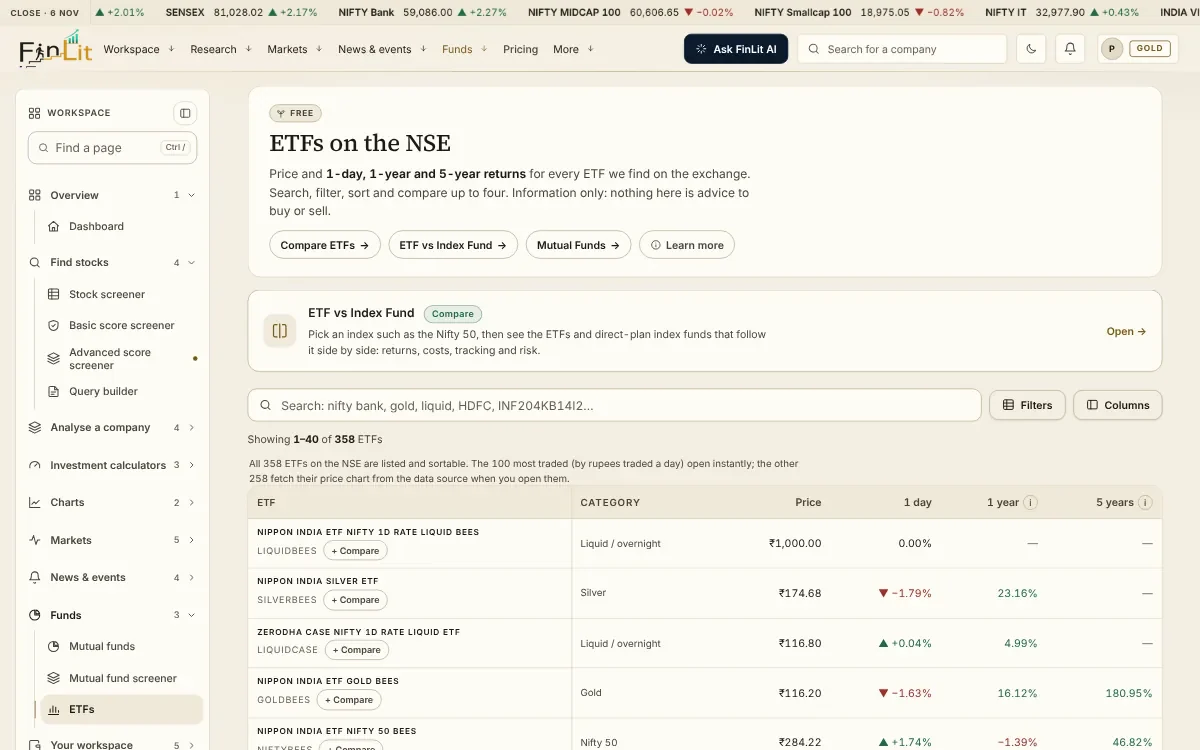 CLOSE · 6 NOV ▲ +2.01% SENSEX 81,028.02 ▲ +2.17% NIFTY Bank 59,086.00 ▲ +2.27% NIFTY MIDCAP 100 60,606.65 ▼ −0.02% NIFTY Smallcap 100 18,975.05 ▼ −0.82% NIFTY IT 32,977.90 ▲ +0.43% INDIA VI
FinLit
Workspace Research Markets News & events Funds Pricing More
Ask FinLit AI
Search for a company
P GOLD
WORKSPACE
Find a page Ctrl /
Overview 1
Dashboard
Find stocks 4
Stock screener
Basic score screener
Advanced score
screener
Query builder
Analyse a company 4
Investment calculators 3
Charts 2
Markets 5
News & events 4
Funds 3
Mutual funds
Mutual fund screener
ETFs
Your workspace 5
FREE
ETFs on the NSE
Price and 1-day, 1-year and 5-year returns for every ETF we find on the exchange.
Search, filter, sort and compare up to four. Information only: nothing here is advice to
buy or sell.
Compare ETFs → ETF vs Index Fund → Mutual Funds → Learn more
ETF vs Index Fund Compare
Pick an index such as the Nifty 50, then see the ETFs and direct-plan index funds that follow
it side by side: returns, costs, tracking and risk.
Open →
Search: nifty bank, gold, liquid, HDFC, INF204KB14I2...
Filters Columns
Showing 1–40 of 358 ETFs
All 358 ETFs on the NSE are listed and sortable. The 100 most traded (by rupees traded a day) open instantly; the other
258 fetch their price chart from the data source when you open them.
ETF CATEGORY Price 1 day 1 year i 5 years i
NIPPON INDIA ETF NIFTY 1D RATE LIQUID BEES
LIQUIDBEES + Compare Liquid / overnight ₹1,000.00 0.00% — —
NIPPON INDIA SILVER ETF
SILVERBEES + Compare Silver ₹174.68 ▼ −1.79% 23.16% —
ZERODHA CASE NIFTY 1D RATE LIQUID ETF
LIQUIDCASE + Compare Liquid / overnight ₹116.80 ▲ +0.04% 4.99% —
NIPPON INDIA ETF GOLD BEES
GOLDBEES + Compare Gold ₹116.20 ▼ −1.63% 16.12% 180.95%
NIPPON INDIA ETF NIFTY 50 BEES
NIFTYBEES + Compare Nifty 50 ₹284.22 ▲ +1.74% −1.39% 46.82%